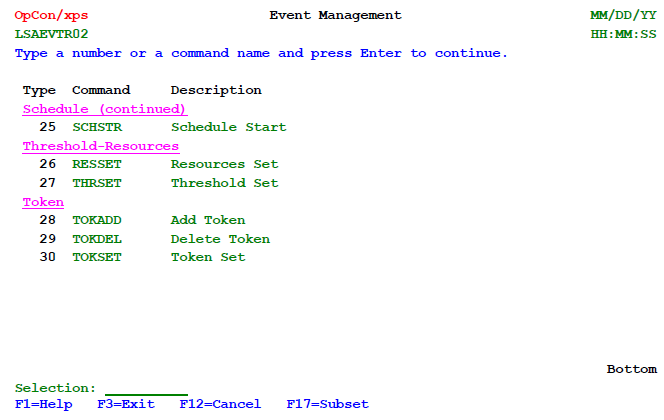 OpCon/xps Event Management MM/DD/YY
LSAEVTR02 HH:MM:SS
Type a number or a command name and press Enter to continue.
Type Command Description
Schedule (continued)
25 SCHSTR Schedule Start
Threshold-Resources
26 RESSET Resources Set
27 THRSET Threshold Set
Token
28 TOKADD Add Token
29 TOKDEL Delete Token
30 TOKSET Token Set
Bottom
Selection:
F1=Help F3=Exit F12=Cancel F17=Subset